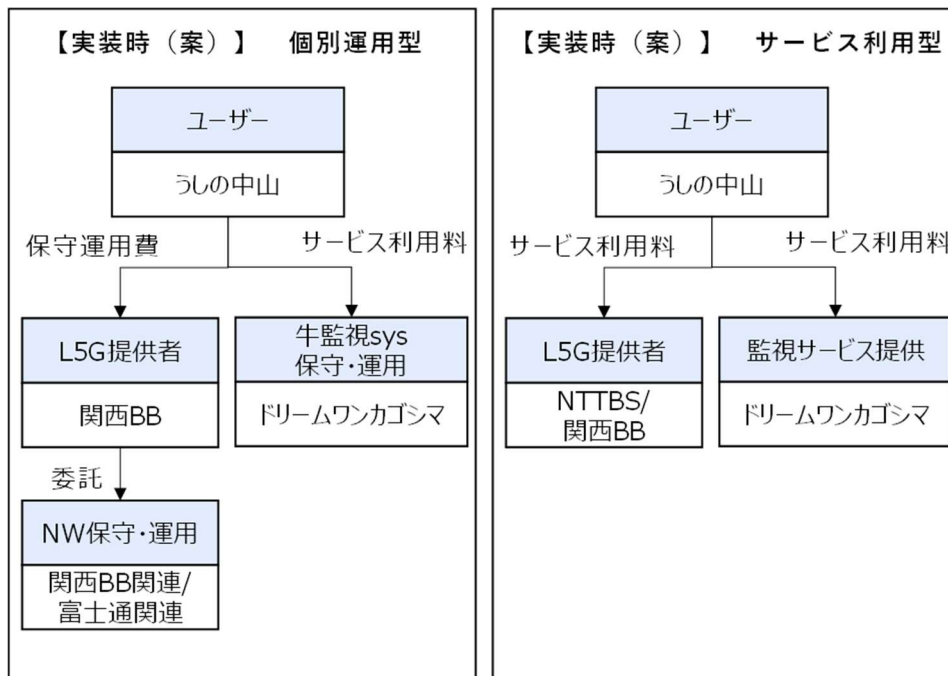 【実装時（案）】 個別運用型
ユーザー
うしの中山
保守運用費
サービス利用料
L5G提供者
関西BB
牛監視sys
保守・運用
ドリームワンカゴシマ
委託
NW保守・運用
関西BB関連/
富士通関連
【実装時（案）】 サービス利用型
ユーザー
うしの中山
サービス利用料
サービス利用料
L5G提供者
NTTBS/
関西BB
監視サービス提供
ドリームワンカゴシマ